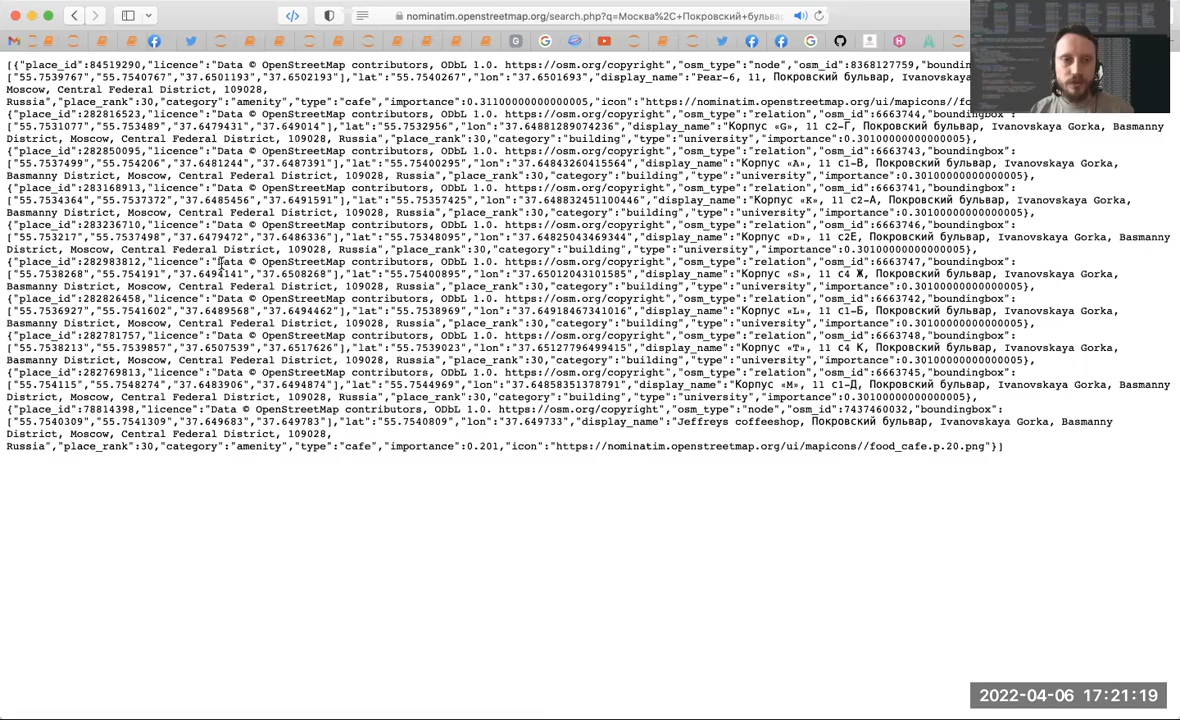 nominatim.openstreetmap.org/search.php?q=Москва%2C+Покровский+бульва
[{"place_id":84519290,"licence":"Data © OpenStreetMap contributors, ODbL 1.0. https://osm.org/copyright","osm_type":"node","osm_id":8368127759,"boundin
["55.7539767","55.7540767","37.6501193","37.6502193"],"lat":"55.7540267","lon":"37.6501693","display_name":"Pear-6, 11, Покровский бульвар, Ivanovska
Moscow, Central Federal District, 109028,
Russia","place_rank":30,"category":"amenity","type":"cafe","importance":0.31100000000000005,"icon":"https://nominatim.openstreetmap.org/ui/mapicons//fo
{"place_id":282816523,"licence":"Data © OpenStreetMap contributors, ODbL 1.0. https://osm.org/copyright","osm_type":"relation","osm_id":6663744,"boundingbox":
["55.7531077","55.753489","37.6479431","37.649014"],"lat":"55.7532956","lon":"37.64881289074236","display_name":"Корпус «G», 11 с2-Г, Покровский бульвар, Ivanovskaya Gorka, Basmanny
District, Moscow, Central Federal District, 109028, Russia","place_rank":30,"category":"building","type":"university","importance":0.30100000000000005},
{"place_id":282850095,"licence":"Data © OpenStreetMap contributors, ODbL 1.0. https://osm.org/copyright","osm_type":"relation","osm_id":6663743,"boundingbox":
["55.7537499","55.754206","37.6481244","37.6487391"],"lat":"55.75400295","lon":"37.64843260415564","display_name":"Корпус «A», 11 с1-В, Покровский бульвар, Ivanovskaya Gorka,
Basmanny District, Moscow, Central Federal District, 109028, Russia","place_rank":30,"category":"building","type":"university","importance":0.30100000000000005},
{"place_id":283168913,"licence":"Data © OpenStreetMap contributors, ODbL 1.0. https://osm.org/copyright","osm_type":"relation","osm_id":6663741,"boundingbox":
["55.7534364","55.7537372","37.6485456","37.6491591"],"lat":"55.75357425","lon":"37.648832451100446","display_name":"Корпус «K», 11 с2-А, Покровский бульвар, Ivanovskaya Gorka,
Basmanny District, Moscow, Central Federal District, 109028, Russia","place_rank":30,"category":"building","type":"university","importance":0.30100000000000005},
{"place_id":283236710,"licence":"Data © OpenStreetMap contributors, ODbL 1.0. https://osm.org/copyright","osm_type":"relation","osm_id":6663746,"boundingbox":
["55.753217","55.7537498","37.6479472","37.6486336"],"lat":"55.75348095","lon":"37.64825043469344","display_name":"Корпус «D», 11 с2Е, Покровский бульвар, Ivanovskaya Gorka, Basmanny
District, Moscow, Central Federal District, 109028, Russia","place_rank":30,"category":"building","type":"university","importance":0.30100000000000005},
{"place_id":282983812,"licence":"Data © OpenStreetMap contributors, ODbL 1.0. https://osm.org/copyright","osm_type":"relation","osm_id":6663747,"boundingbox":
["55.7538268","55.754191","37.6494141","37.6508268"],"lat":"55.75400895","lon":"37.65012043101585","display_name":"Корпус «S», 11 с4 Ж, Покровский бульвар, Ivanovskaya Gorka,
Basmanny District, Moscow, Central Federal District, 109028, Russia","place_rank":30,"category":"building","type":"university","importance":0.30100000000000005},
{"place_id":282826458,"licence":"Data © OpenStreetMap contributors, ODbL 1.0. https://osm.org/copyright","osm_type":"relation","osm_id":6663742,"boundingbox":
["55.7536927","55.7541602","37.6489568","37.6494462"],"lat":"55.7538969","lon":"37.64918467341016","display_name":"Корпус «L», 11 с1-Б, Покровский бульвар, Ivanovskaya Gorka,
Basmanny District, Moscow, Central Federal District, 109028, Russia","place_rank":30,"category":"building","type":"university","importance":0.30100000000000005},
{"place_id":282781757,"licence":"Data © OpenStreetMap contributors, ODbL 1.0. https://osm.org/copyright","osm_type":"relation","osm_id":6663748,"boundingbox":
["55.7538213","55.7539857","37.6507539","37.6517626"],"lat":"55.7539023","lon":"37.65127796499415","display_name":"Корпус «T», 11 с4 К, Покровский бульвар, Ivanovskaya Gorka,
Basmanny District, Moscow, Central Federal District, 109028, Russia","place_rank":30,"category":"building","type":"university","importance":0.30100000000000005},
{"place_id":282769813,"licence":"Data © OpenStreetMap contributors, ODbL 1.0. https://osm.org/copyright","osm_type":"relation","osm_id":6663745,"boundingbox":
["55.754115","55.7548274","37.6483906","37.6494874"],"lat":"55.7544969","lon":"37.64858351378791","display_name":"Корпус «M», 11 с1-Д, Покровский бульвар, Ivanovskaya Gorka, Basmanny
District, Moscow, Central Federal District, 109028, Russia","place_rank":30,"category":"building","type":"university","importance":0.30100000000000005},
{"place_id":78814398,"licence":"Data © OpenStreetMap contributors, ODbL 1.0. https://osm.org/copyright","osm_type":"node","osm_id":7437460032,"boundingbox":
["55.7540309","55.7541309","37.649683","37.649783"],"lat":"55.7540809","lon":"37.649733","display_name":"Jeffreys coffeeshop, Покровский бульвар, Ivanovskaya Gorka, Basmanny
District, Moscow, Central Federal District, 109028,
Russia","place_rank":30,"category":"amenity","type":"cafe","importance":0.201,"icon":"https://nominatim.openstreetmap.org/ui/mapicons//food_cafe.p.20.png"}]
2022-04-06 17:21:19